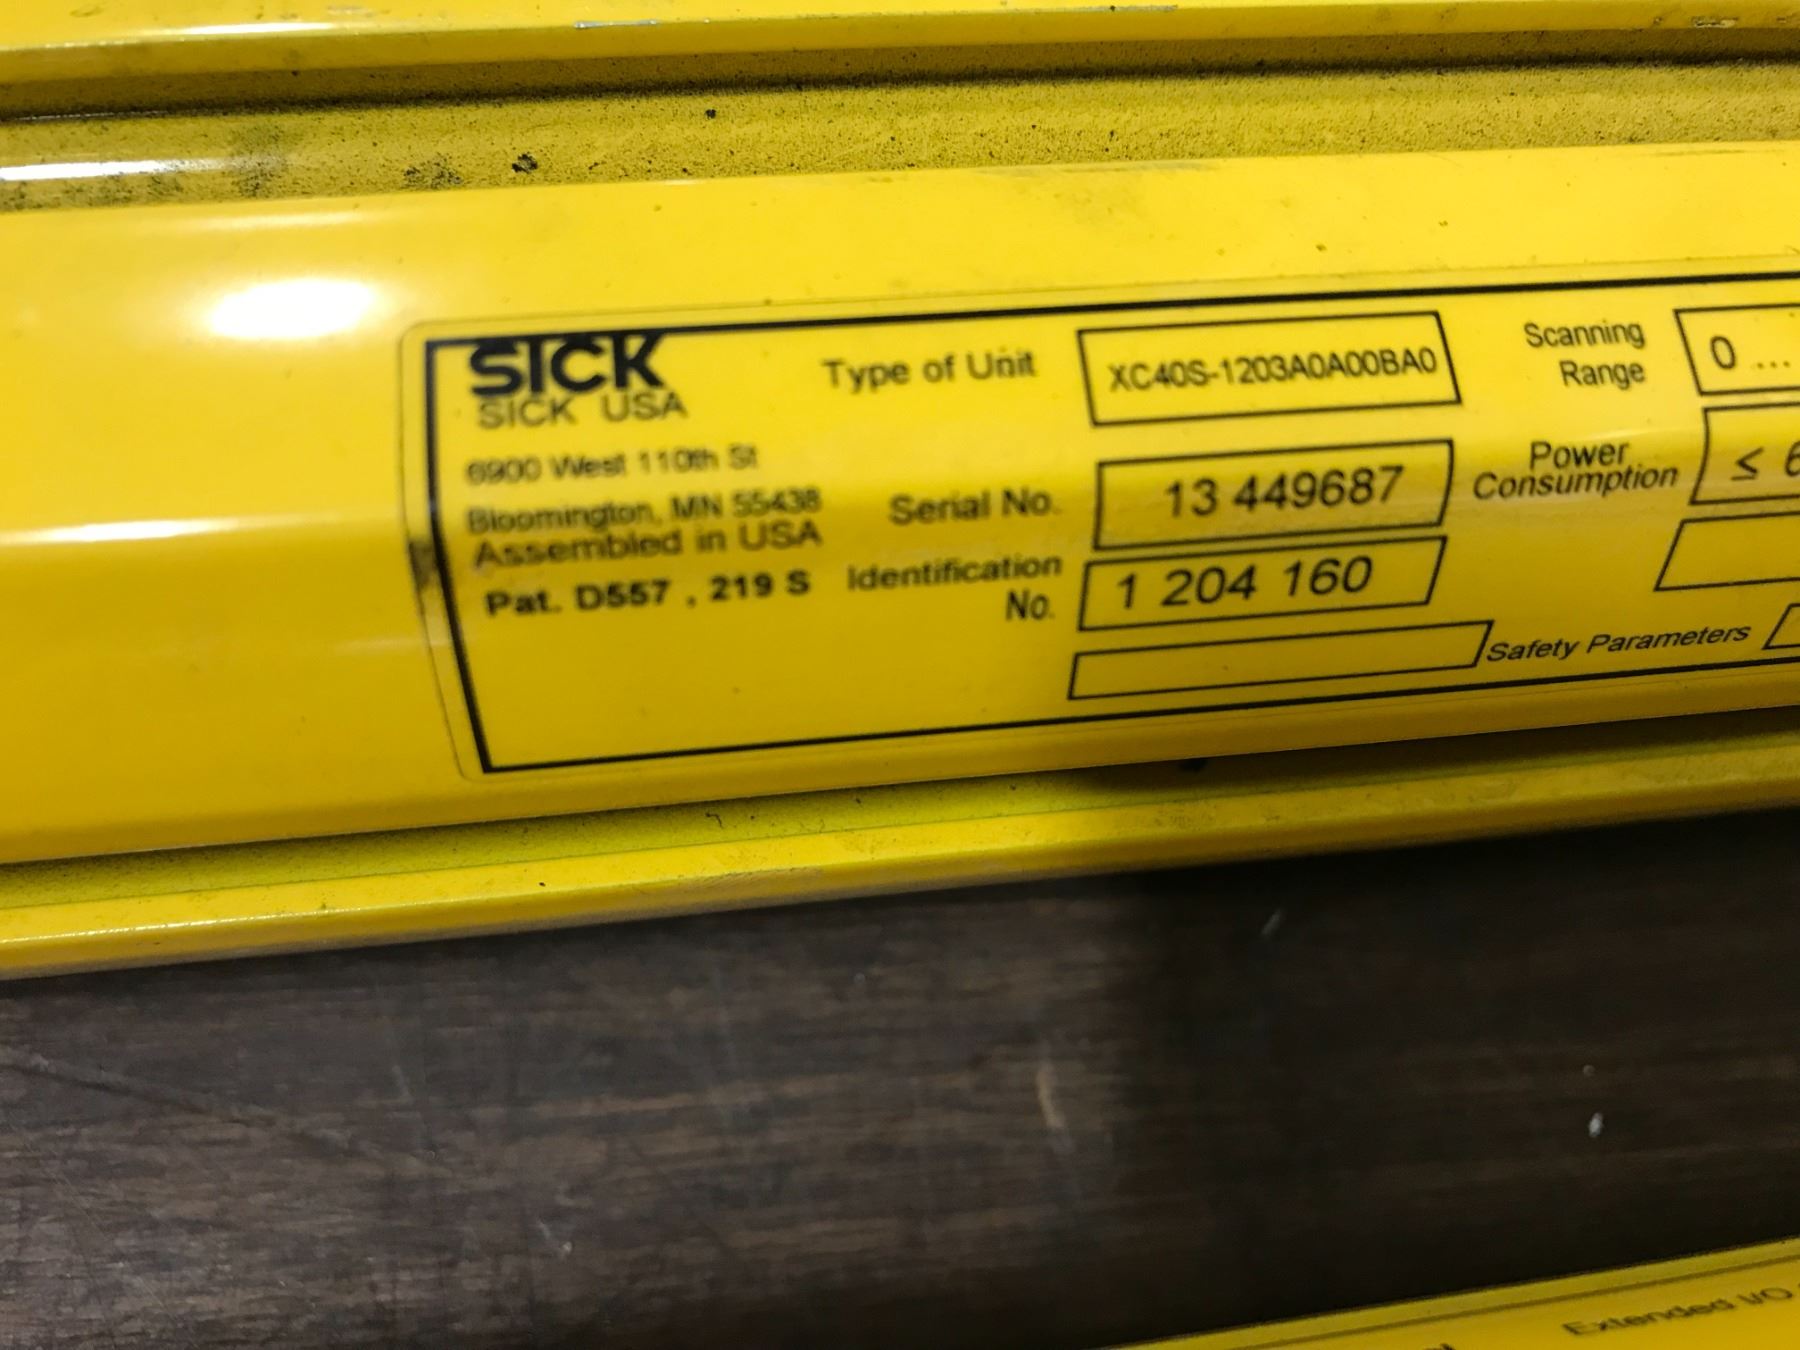 SICK
SICK USA
6900 West 110th St
Bloomington, MN 55438
Assembled in USA
Pat. D557 , 219 S
Type of Unit
XC40S-1203A0A00BA0
Serial No.
13 449687
Identification
No.
1 204 160
Scanning
Range
0 ...
Power
Consumption
≤ 6
Safety Parameters
Extended I/O